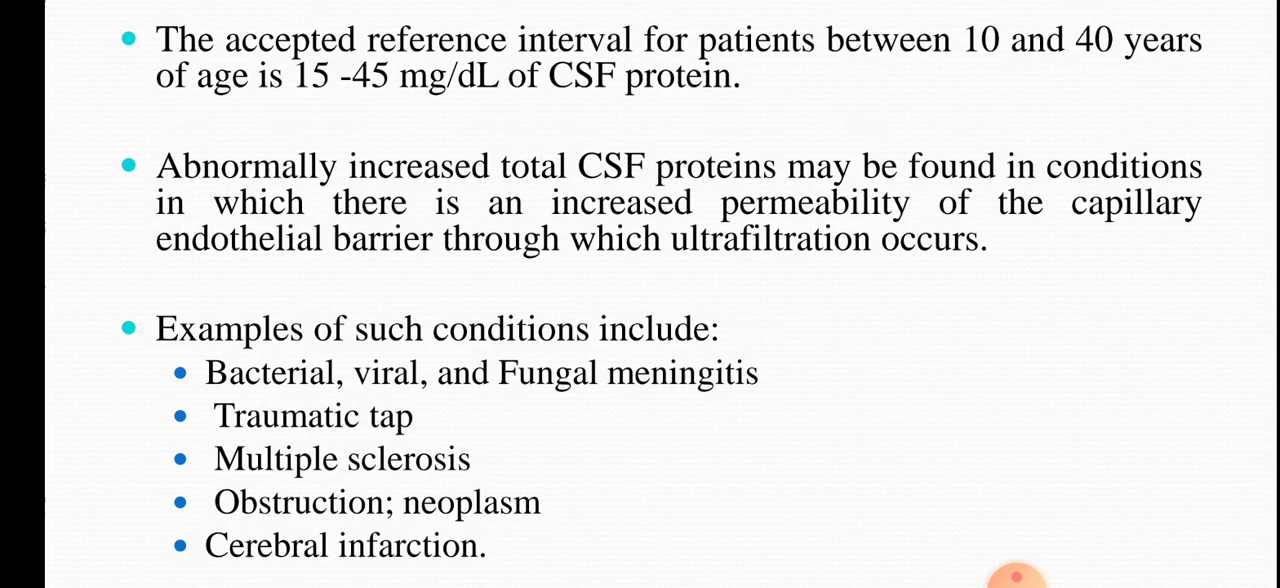 The accepted reference interval for patients between 10 and 40 years
of age is 15 -45 mg/dL of CSF protein.
Abnormally increased total CSF proteins may be found in conditions
in which there is an increased permeability of the capillary
endothelial barrier through which ultrafiltration occurs.
Examples of such conditions include:
Bacterial, viral, and Fungal meningitis
Traumatic tap
Multiple sclerosis
Obstruction; neoplasm
Cerebral infarction.